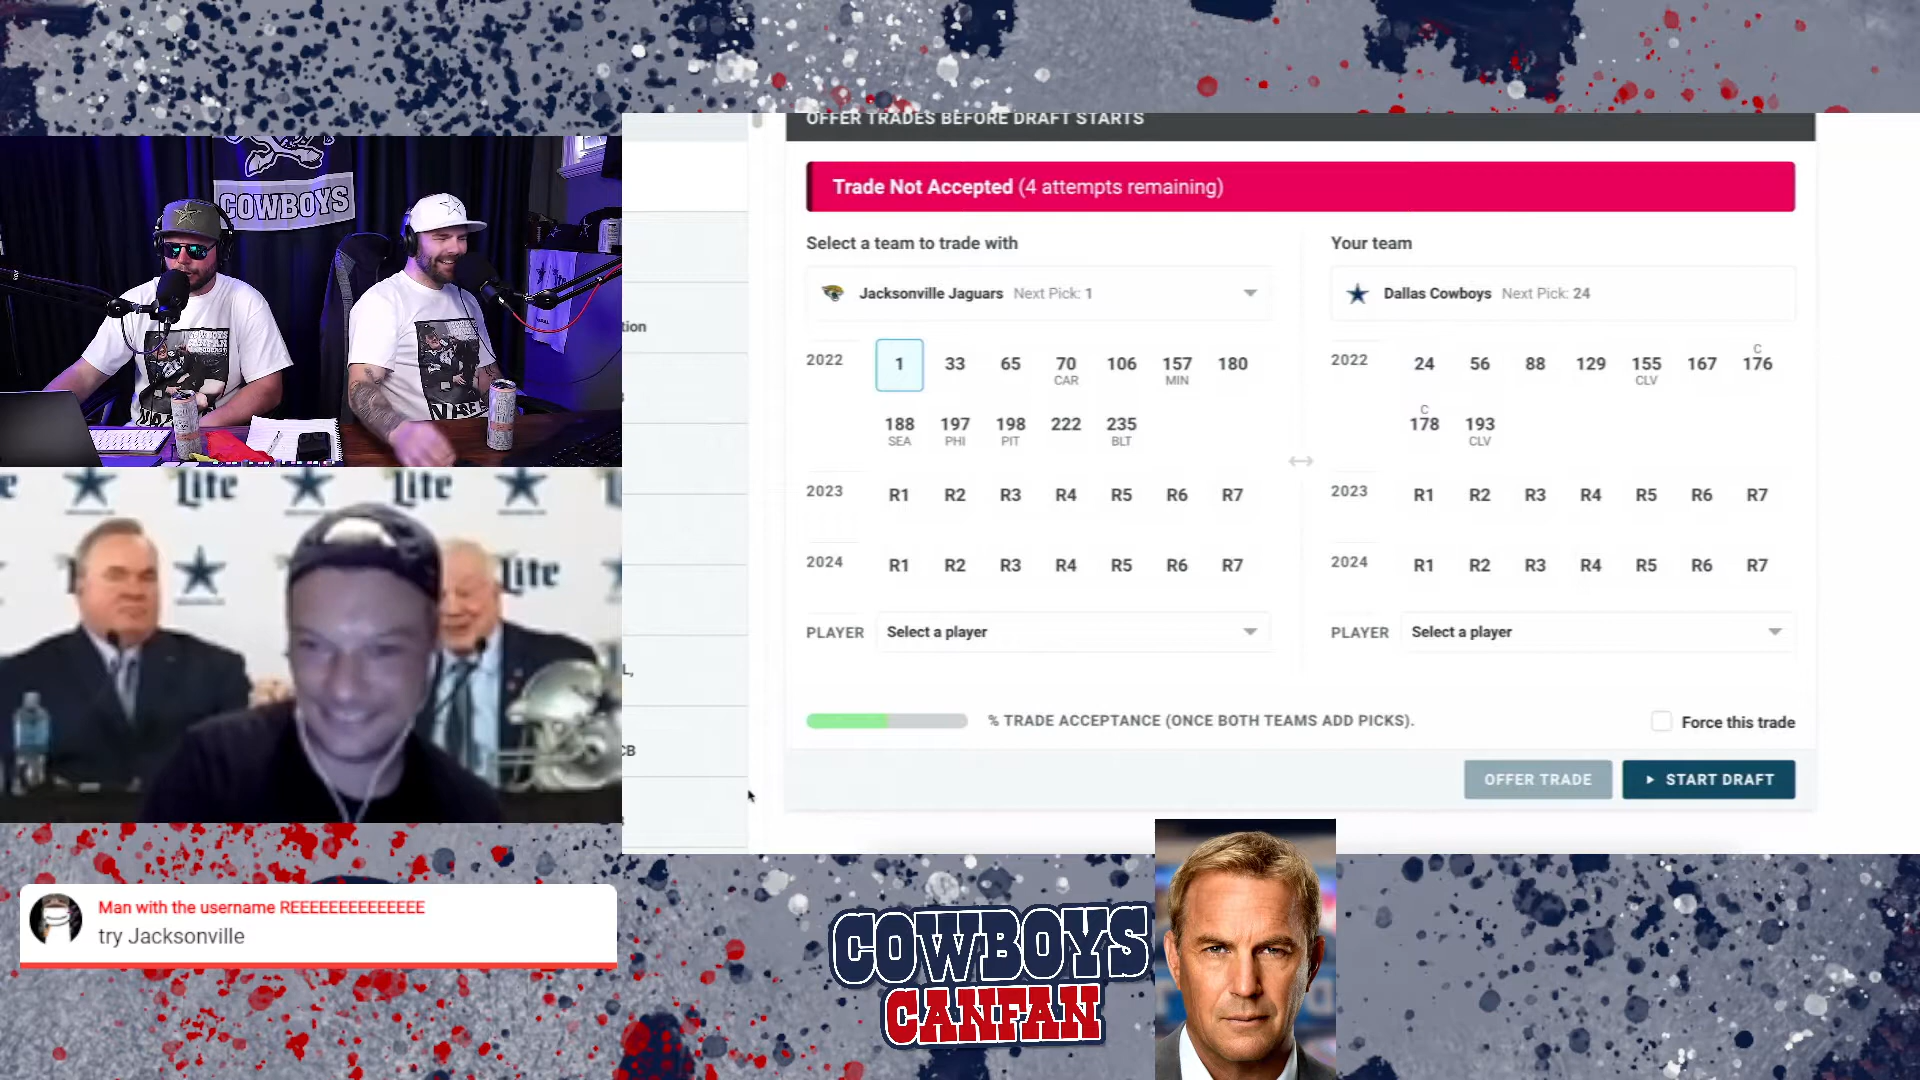 OFFER TRADES BEFORE DRAFT STARTS
Trade Not Accepted (4 attempts remaining)
Select a team to trade with
Your team
Jacksonville Jaguars Next Pick: 1
Dallas Cowboys Next Pick: 24
2022 1 33 65 70 106 157 180
CAR MIN
188 197 198 222 235
SEA PHI PIT BLT
2023 R1 R2 R3 R4 R5 R6 R7
2024 R1 R2 R3 R4 R5 R6 R7
PLAYER Select a player
C
2022 24 56 88 129 155 167 176
CLV
C
178 193
CLV
2023 R1 R2 R3 R4 R5 R6 R7
2024 R1 R2 R3 R4 R5 R6 R7
PLAYER Select a player
% TRADE ACCEPTANCE (ONCE BOTH TEAMS ADD PICKS).
Force this trade
OFFER TRADE
START DRAFT
tion
L,
CB
COWBOYS
COWBOYS
CANFAN
Lite
Lite
Lite
Man with the username REEEEEEEEEEEEEE
try Jacksonville
COWBOYS
CANFAN